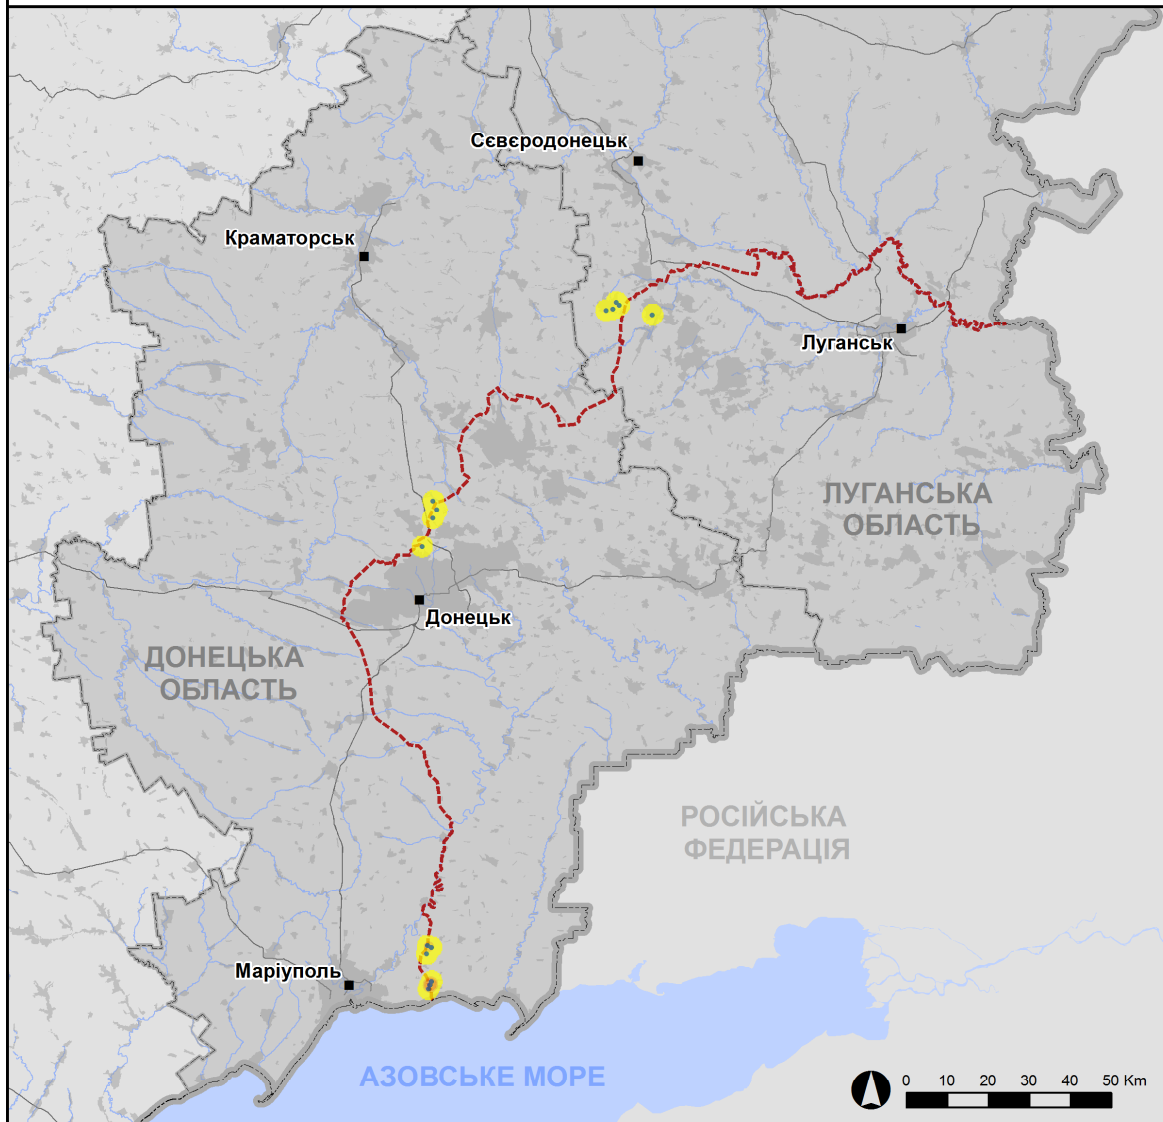 Сєвєродонецьк
Краматорськ
Луганськ
ЛУГАНСЬКА
ОБЛАСТЬ
Донецьк
ДОНЕЦЬКА
ОБЛАСТЬ
РОСІЙСЬКА
ФЕДЕРАЦІЯ
Маріуполь
АЗОВСЬКЕ МОРЕ
0 10 20 30 40 50 Km